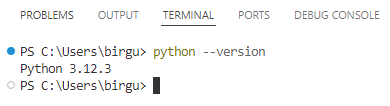 PROBLEMS OUTPUT TERMINAL PORTS DEBUG CONSOLE
PS C:\Users\birgu> python --version
Python 3.12.3
PS C:\Users\birgu>